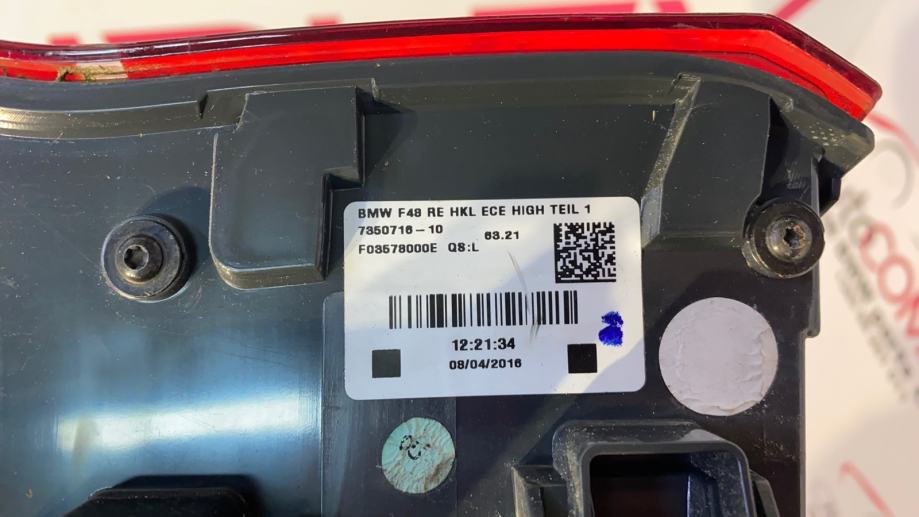 BMW F48 RE HKL ECE HIGH TEIL 1
7350716-10 63.21
F03578000E QS:L
12:21:34
08/04/2016